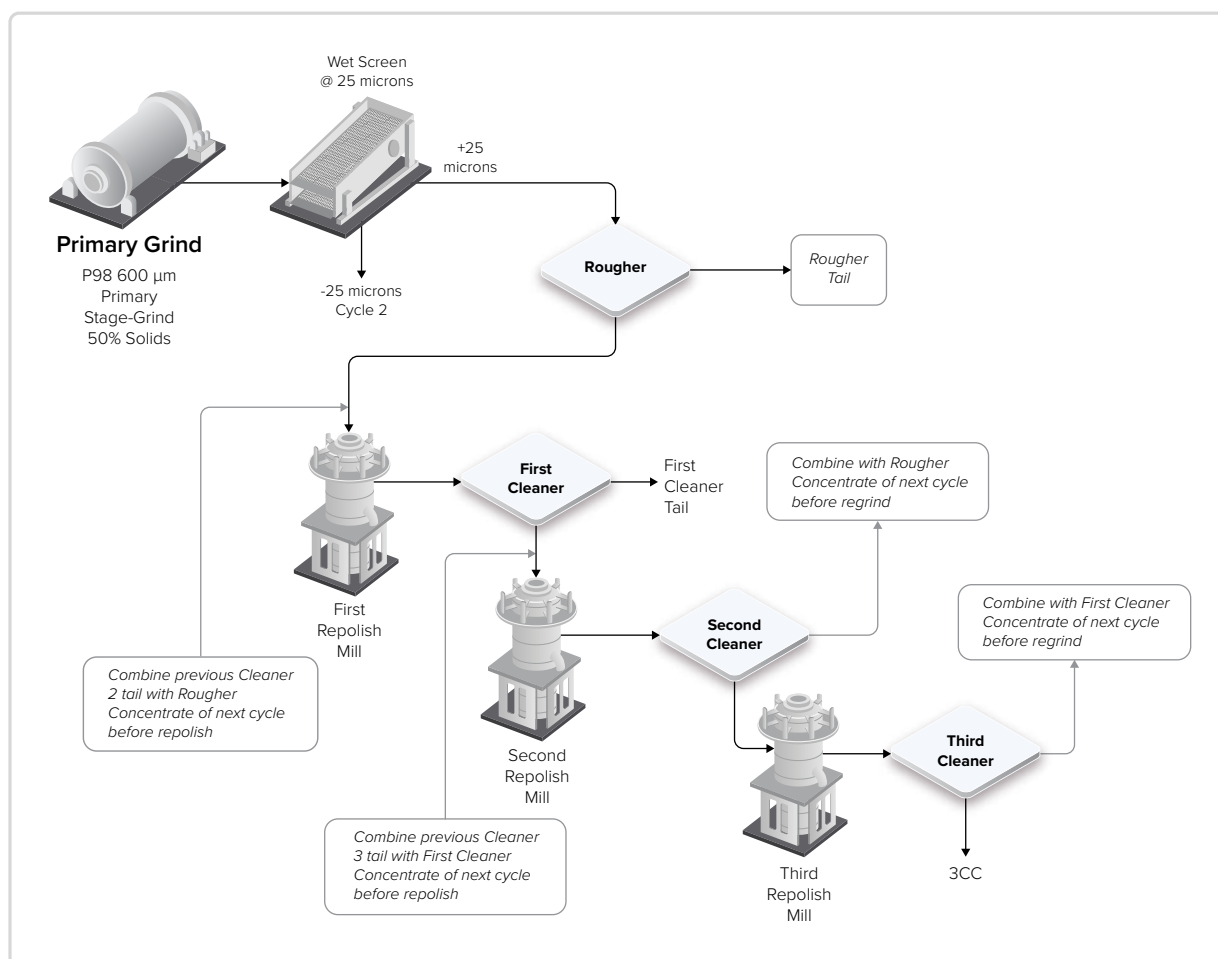 Wet Screen
@ 25 microns
+25
microns
Primary Grind
P98 600 µm
Primary
Stage-Grind
50% Solids
-25 microns
Cycle 2
Rougher
Rougher
Tail
First
Cleaner
First
Cleaner
Tail
Combine with Rougher
Concentrate of next cycle
before regrind
First
Repolish
Mill
Second
Cleaner
Combine with First Cleaner
Concentrate of next cycle
before regrind
Combine previous Cleaner
2 tail with Rougher
Concentrate of next cycle
before repolish
Second
Repolish
Mill
Third
Cleaner
Combine previous Cleaner
3 tail with First Cleaner
Concentrate of next cycle
before repolish
Third
Repolish
Mill
3CC